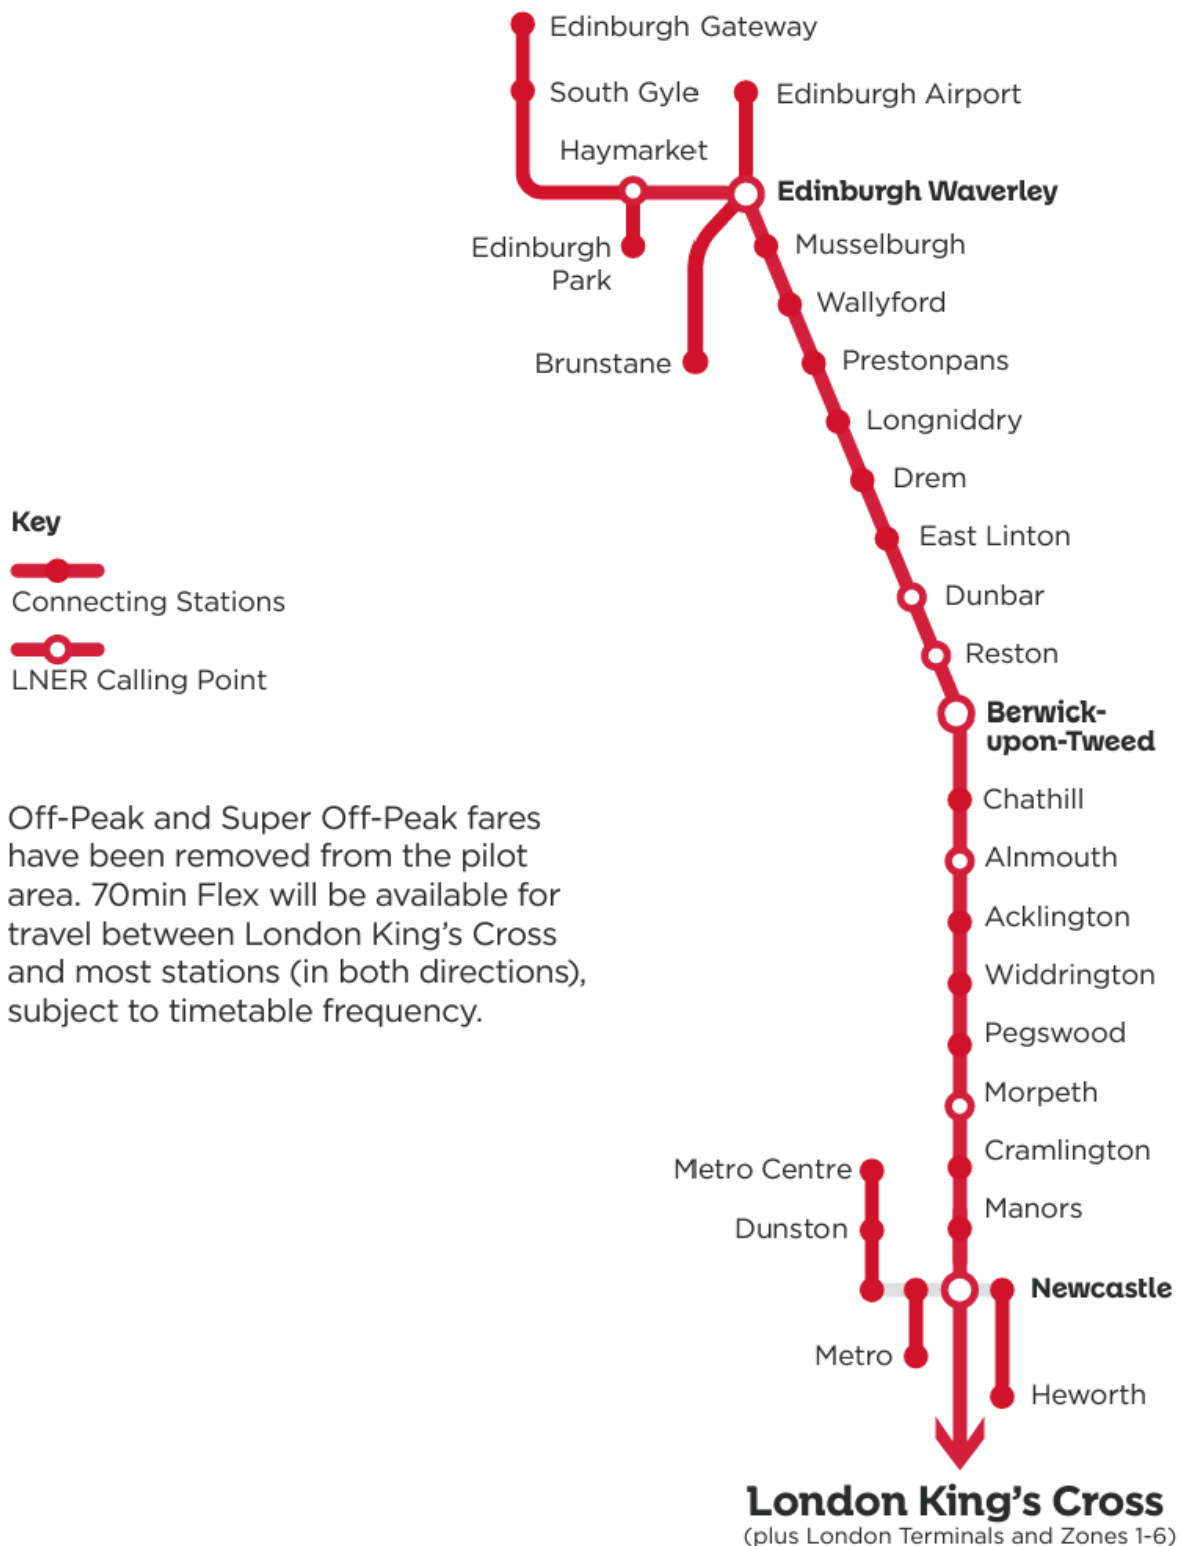 Edinburgh Gateway
South Gyle
Edinburgh Airport
Haymarket
Edinburgh Waverley
Edinburgh
Park
Musselburgh
Wallyford
Brunstane
Prestonpans
Longniddry
Drem
East Linton
Dunbar
Reston
Berwick-
upon-Tweed
Chathill
Alnmouth
Acklington
Widdrington
Pegswood
Morpeth
Cramlington
Manors
Metro Centre
Dunston
Newcastle
Metro
Heworth
London King's Cross
(plus London Terminals and Zones 1-6)
Key
Connecting Stations
LNER Calling Point
Off-Peak and Super Off-Peak fares
have been removed from the pilot
area. 70min Flex will be available for
travel between London King's Cross
and most stations (in both directions),
subject to timetable frequency.